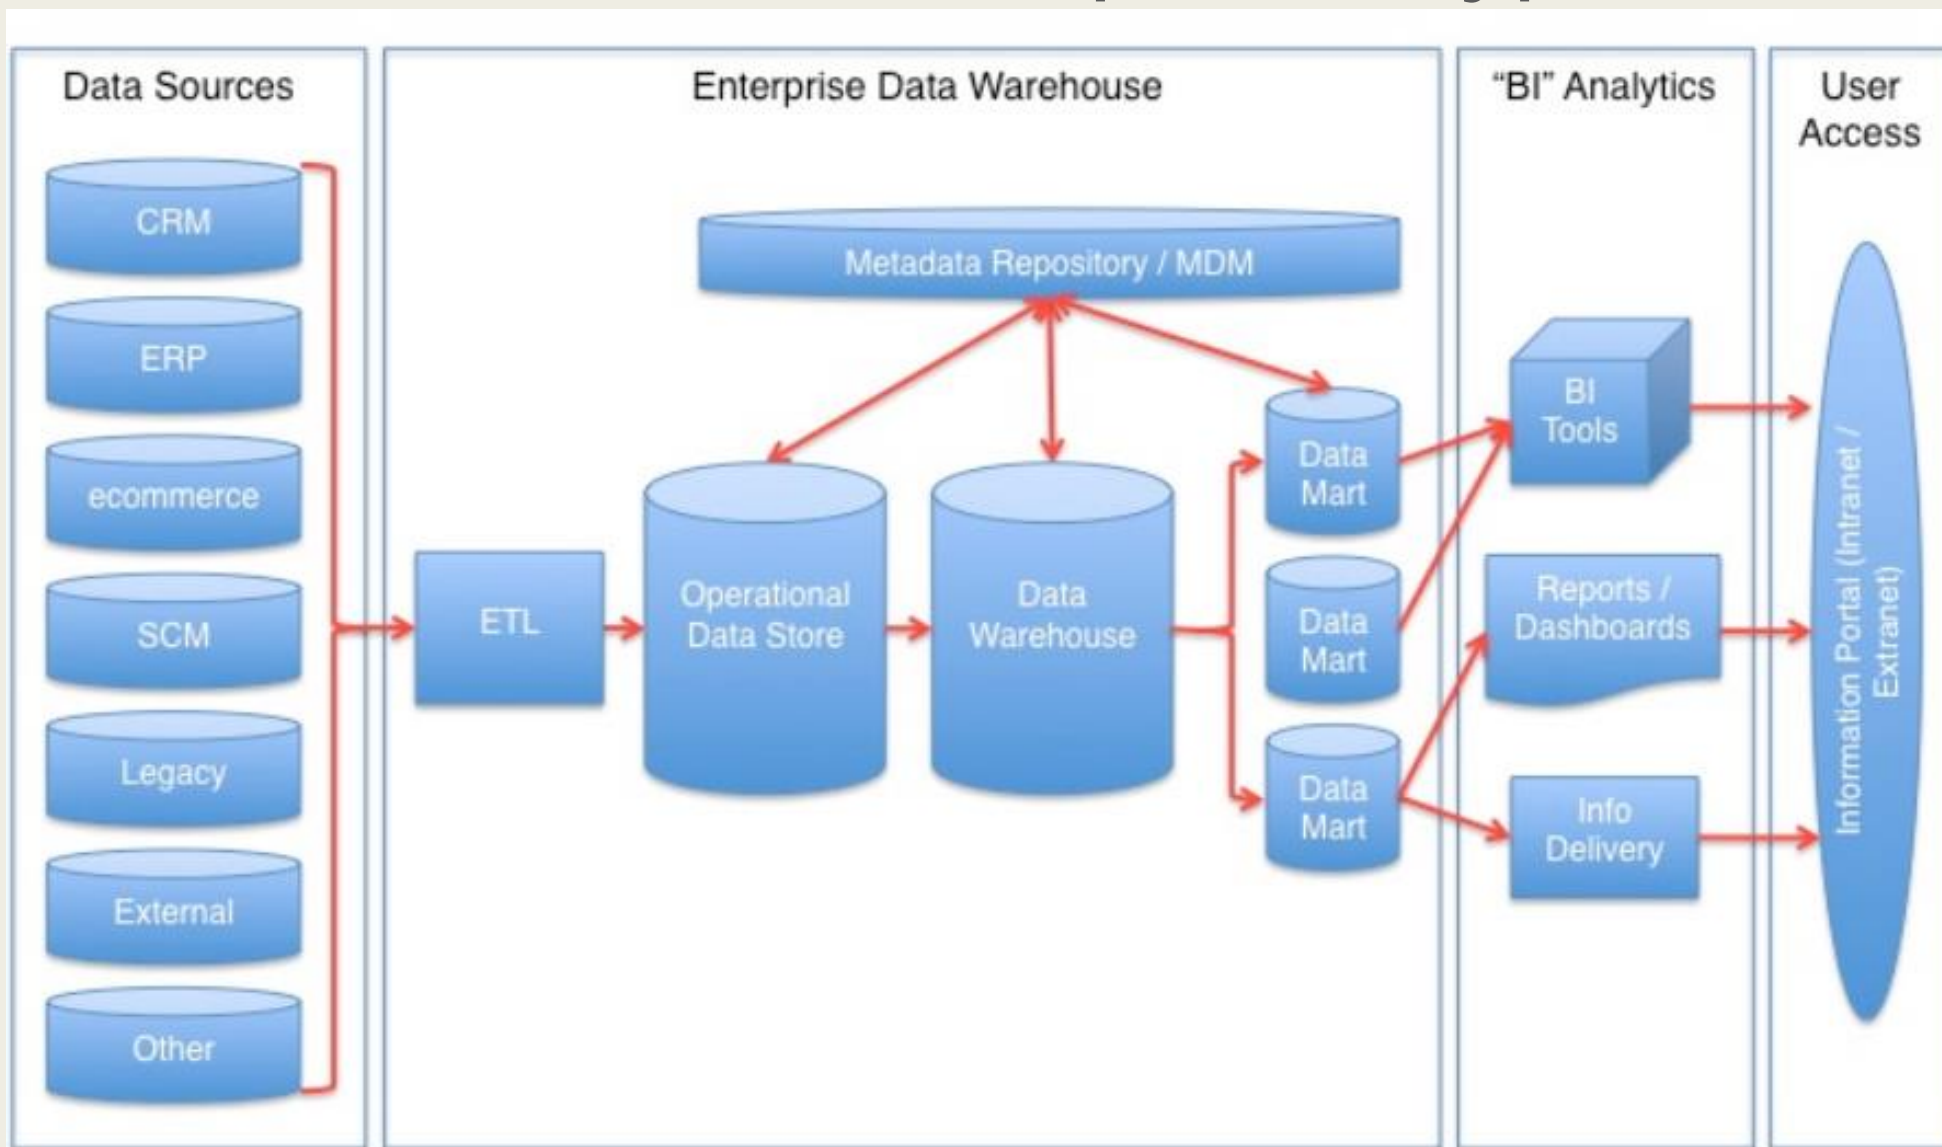 Data Sources
CRM
ERP
ecommerce
SCM
Legacy
External
Other
Enterprise Data Warehouse
Metadata Repository / MDM
ETL
Operational
Data Store
Data
Warehouse
Data
Mart
Data
Mart
Data
Mart
"BI" Analytics
BI
Tools
Reports /
Dashboards
Info
Delivery
User
Access
Information Portal (Intranet /
Extranet)